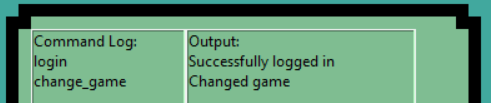 Command Log:
login
change_game
Output:
Successfully logged in
Changed game